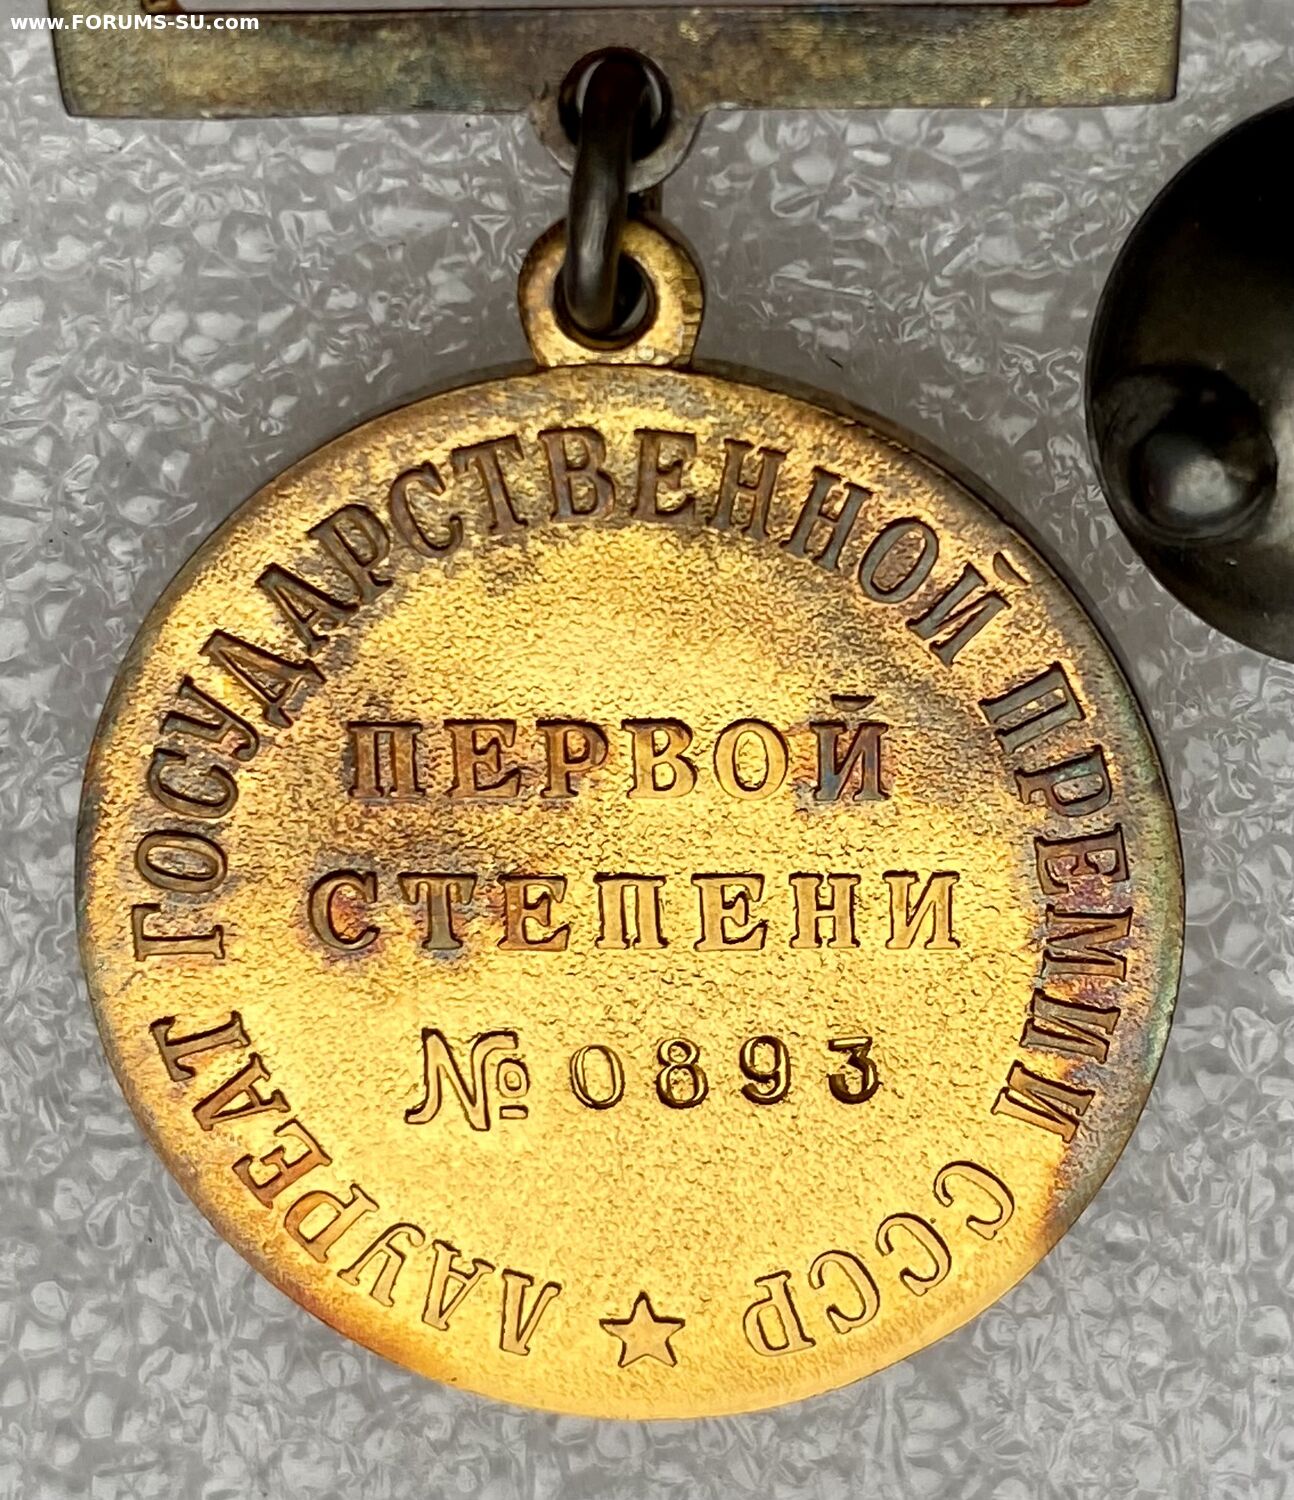 www.FORUMS-SU.com
ЛАУРЕАТ ГОСУДАРСТВЕННОЙ ПРЕМИИ СССР
ПЕРВОЙ
СТЕПЕНИ
№ 0893